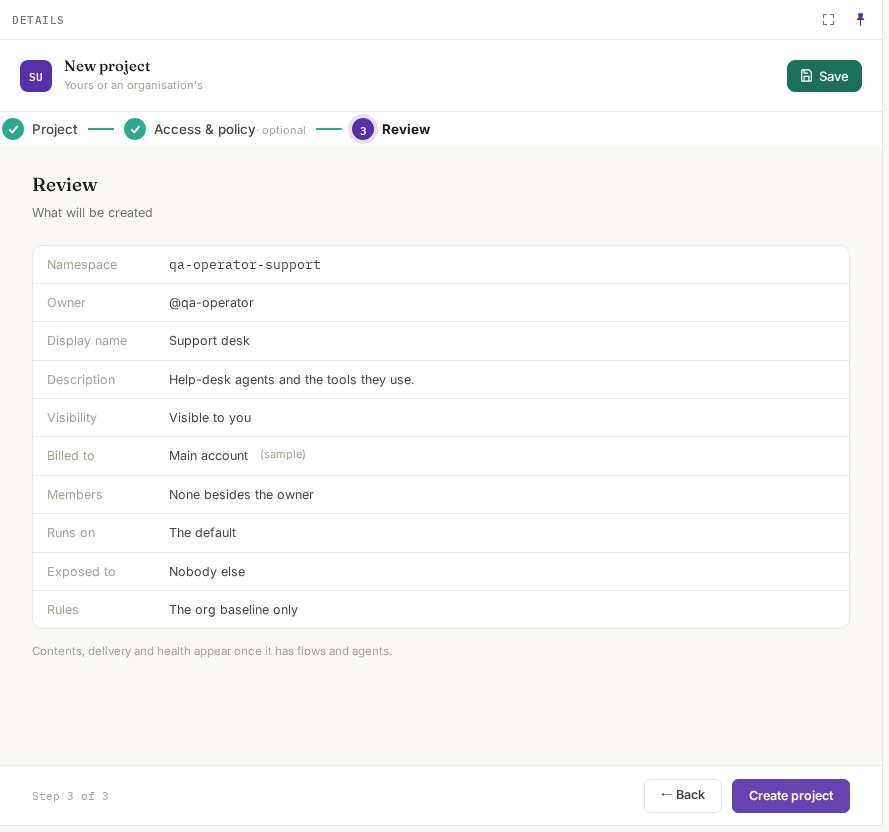 DETAILS
SU
New project
Yours or an organisation's
Save
Project
Access & policy · optional
3
Review
Review
What will be created
Namespace qa-operator-support
Owner @qa-operator
Display name Support desk
Description Help-desk agents and the tools they use.
Visibility Visible to you
Billed to Main account (sample)
Members None besides the owner
Runs on The default
Exposed to Nobody else
Rules The org baseline only
Contents, delivery and health appear once it has flows and agents.
Step 3 of 3
← Back
Create project